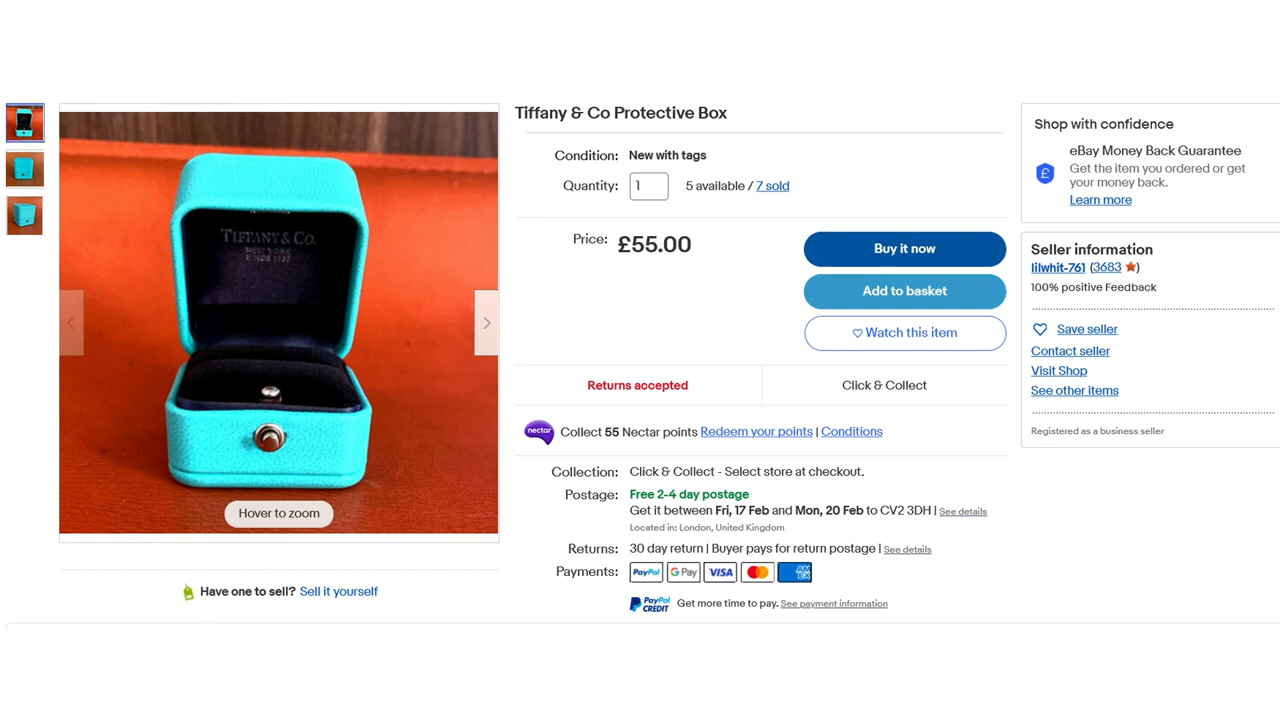 Tiffany & Co Protective Box
Condition: New with tags
Quantity: 1 5 available / 7 sold
Price: £55.00
Buy it now
Add to basket
Watch this item
Returns accepted
Click & Collect
nectar Collect 55 Nectar points Redeem your points | Conditions
Collection: Click & Collect - Select store at checkout.
Postage: Free 2-4 day postage
Get it between Fri, 17 Feb and Mon, 20 Feb to CV2 3DH | See details
Located in: London, United Kingdom
Returns: 30 day return | Buyer pays for return postage | See details
Payments: PayPal G Pay VISA AMEX
PayPal CREDIT Get more time to pay. See payment information
TIFFANY & CO.
NEW YORK
SINCE 1837
Hover to zoom
Have one to sell? Sell it yourself
Shop with confidence
eBay Money Back Guarantee
£
Get the item you ordered or get
your money back.
Learn more
Seller information
lilwhit-761 (3683)
100% positive Feedback
Save seller
Contact seller
Visit Shop
See other items
Registered as a business seller